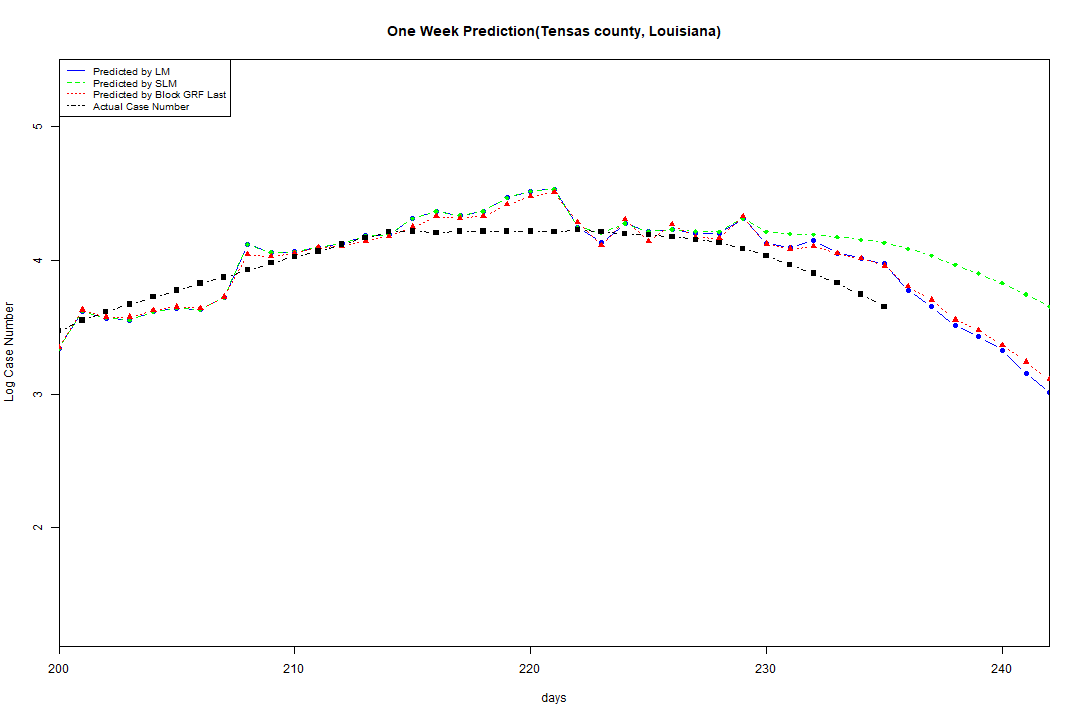 One Week Prediction(Tensas county, Louisiana)
Predicted by LM
Predicted by SLM
Predicted by Block GRF Last
Actual Case Number
5
4
3
2
Log Case Number
200 210 220 230 240
days